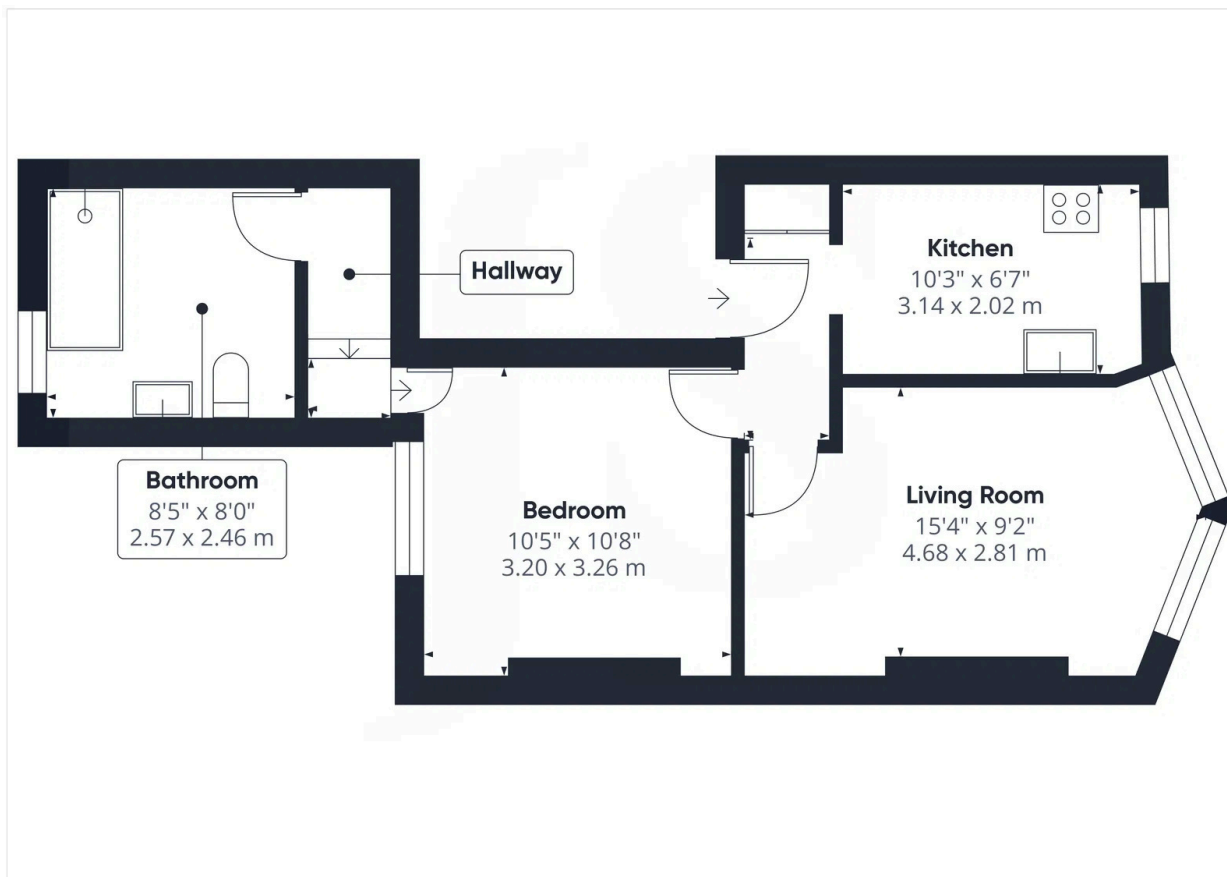 Kitchen
10'3" x 6'7"
3.14 x 2.02 m
Hallway
Bathroom
8'5" x 8'0"
2.57 x 2.46 m
Bedroom
10'5" x 10'8"
3.20 x 3.26 m
Living Room
15'4" x 9'2"
4.68 x 2.81 m